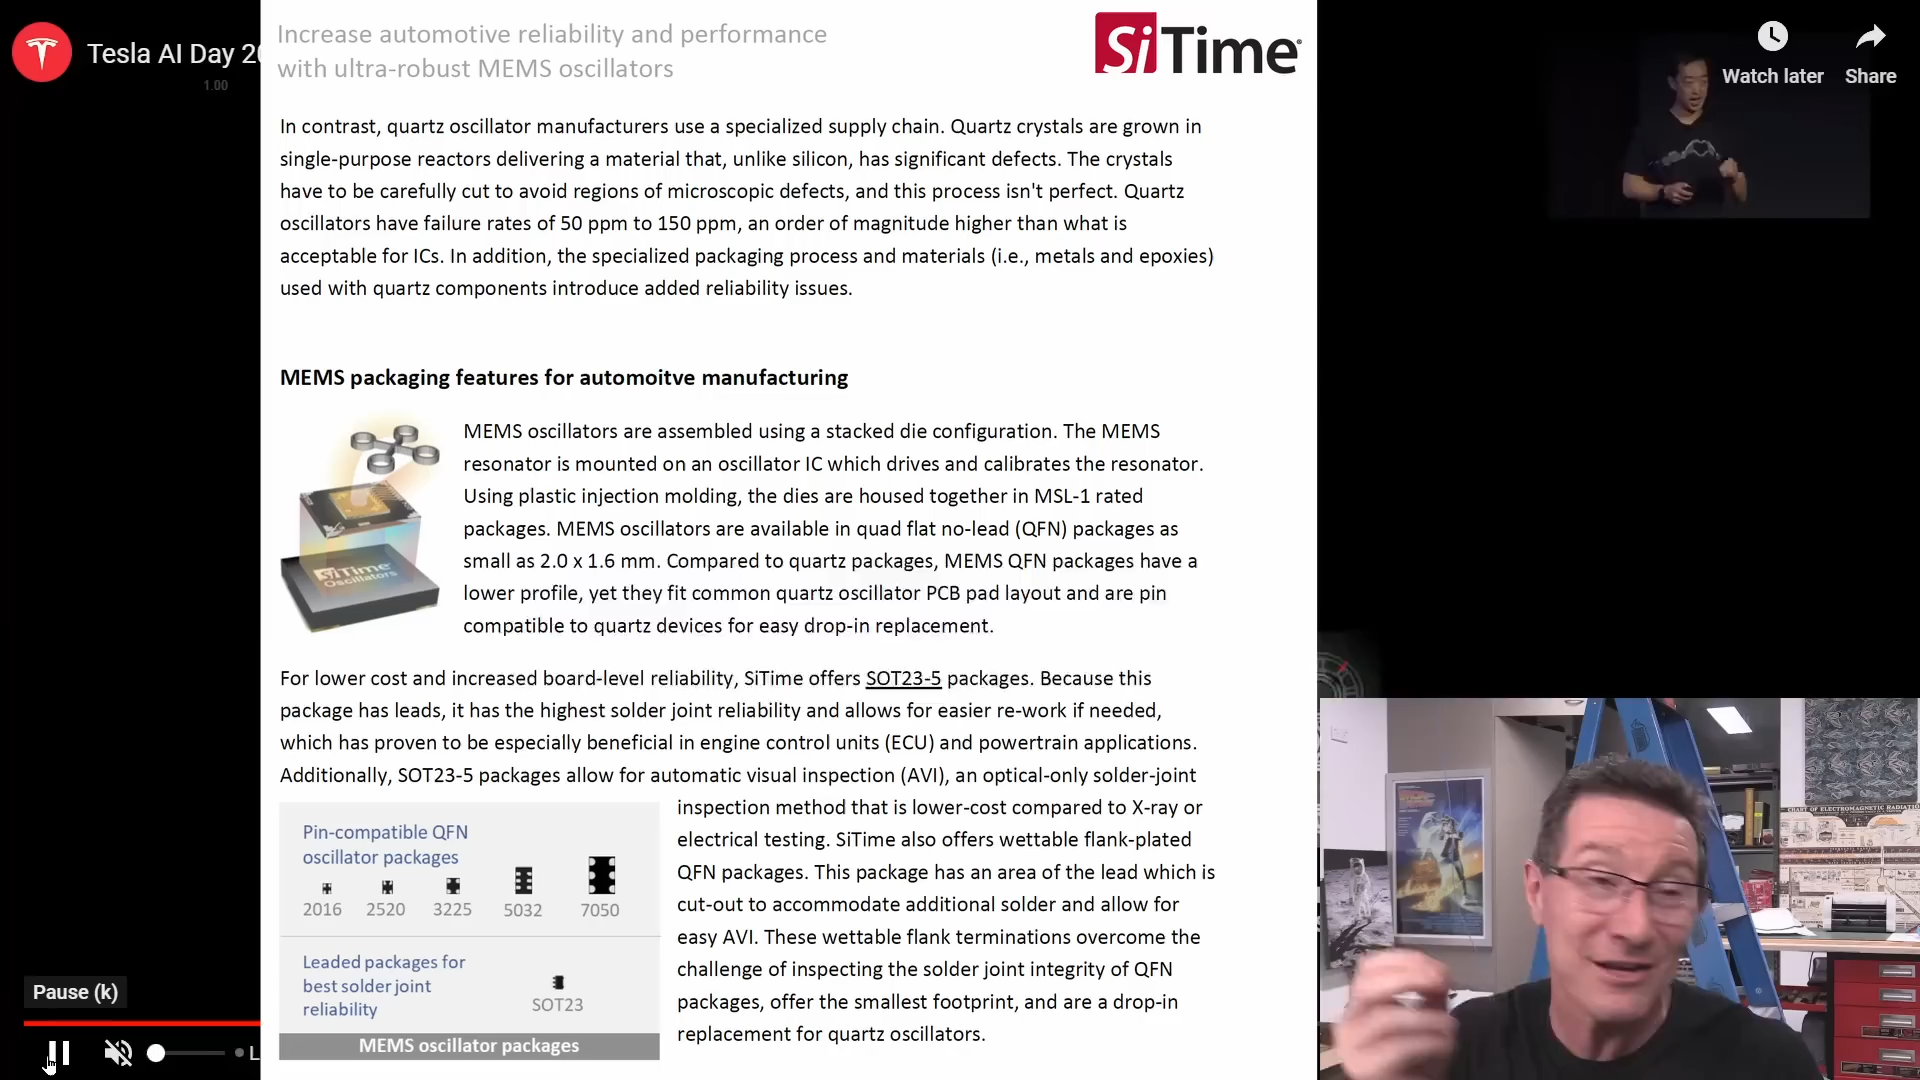 Tesla AI Day 20
1.00
Increase automotive reliability and performance
with ultra-robust MEMS oscillators
SiTime
Watch later
Share
In contrast, quartz oscillator manufacturers use a specialized supply chain. Quartz crystals are grown in
single-purpose reactors delivering a material that, unlike silicon, has significant defects. The crystals
have to be carefully cut to avoid regions of microscopic defects, and this process isn't perfect. Quartz
oscillators have failure rates of 50 ppm to 150 ppm, an order of magnitude higher than what is
acceptable for ICs. In addition, the specialized packaging process and materials (i.e., metals and epoxies)
used with quartz components introduce added reliability issues.
MEMS packaging features for automoitve manufacturing
MEMS oscillators are assembled using a stacked die configuration. The MEMS
resonator is mounted on an oscillator IC which drives and calibrates the resonator.
Using plastic injection molding, the dies are housed together in MSL-1 rated
packages. MEMS oscillators are available in quad flat no-lead (QFN) packages as
small as 2.0 x 1.6 mm. Compared to quartz packages, MEMS QFN packages have a
lower profile, yet they fit common quartz oscillator PCB pad layout and are pin
compatible to quartz devices for easy drop-in replacement.
SiTime
Oscillators
For lower cost and increased board-level reliability, SiTime offers SOT23-5 packages. Because this
package has leads, it has the highest solder joint reliability and allows for easier re-work if needed,
which has proven to be especially beneficial in engine control units (ECU) and powertrain applications.
Additionally, SOT23-5 packages allow for automatic visual inspection (AVI), an optical-only solder-joint
inspection method that is lower-cost compared to X-ray or
electrical testing. SiTime also offers wettable flank-plated
QFN packages. This package has an area of the lead which is
cut-out to accommodate additional solder and allow for
easy AVI. These wettable flank terminations overcome the
challenge of inspecting the solder joint integrity of QFN
packages, offer the smallest footprint, and are a drop-in
replacement for quartz oscillators.
Pin-compatible QFN
oscillator packages
2016 2520 3225 5032 7050
Leaded packages for
best solder joint
reliability
SOT23
MEMS oscillator packages
Pause (k)
L
CHART OF ELECTROMAGNETIC RADIATIO